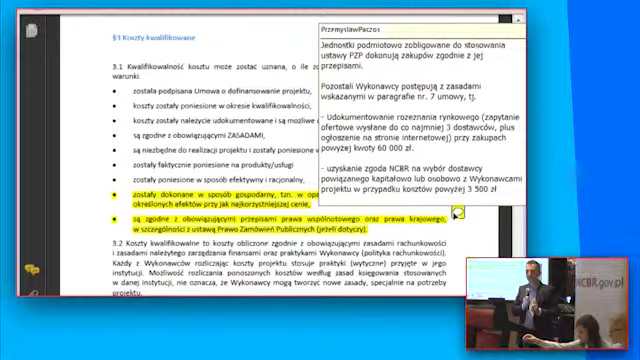 §3 Koszty kwalifikowane
3.1 Kwalifikowalność kosztu może zostać uznana, o ile
warunki:
została podpisana Umowa o dofinansowanie projektu,
koszty zostały poniesione w okresie kwalifikowalności,
koszty zostały należycie udokumentowane i są możliwe
są zgodne z obowiązującymi ZASADAMI,
są niezbędne do realizacji projektu i zostały poniesione w
zostały faktycznie poniesione na produkty/usługi
zostały poniesione w sposób efektywny i racjonalny,
zostały dokonane w sposób gospodarny, tzn. w
określonych efektów przy jak najkorzystniejszej cenie,
są zgodne z obowiązującymi przepisami prawa wspólnotowego oraz prawa krajowego,
w szczególności z ustawą Prawo Zamówień Publicznych (jeżeli dotyczy).
3.2 Koszty kwalifikowane to koszty obliczone zgodnie z obowiązującymi zasadami rachunkowości
i zasadami należytego zarządzania finansami oraz praktykami Wykonawcy (polityka rachunkowości).
Każdy z Wykonawców rozliczając koszty projektu stosuje praktyki (wytyczne) przyjęte w jego
instytucji. Możliwość rozliczania ponoszonych kosztów według zasad księgowania stosowanych
w danej instytucji, nie oznacza, że Wykonawcy mogą tworzyć nowe zasady, specjalnie na potrzeby
projektu.
PrzemysławPaczos
Jednostki podmiotowo zobligowane do stosowania
ustawy PZP dokonują zakupów zgodnie z jej
przepisami.
Pozostali Wykonawcy postępują z zasadami
wskazanymi w paragrafie nr. 7 umowy, tj.
- Udokumentowanie rozeznania rynkowego (zapytanie
ofertowe wysłano do co najmniej 3 dostawców, plus
ogłoszenie na stronie internetowej) przy zakupach
powyżej kwoty 60 000 zł.
- uzyskanie zgoda NCBR na wybór dostawcy
powiązanego kapitałowo lub osobowo z Wykonawcami
projektu w przypadku kosztów powyżej 3 500 zł
NCBR.gov.pl